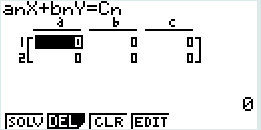 anX+bnY=Cn
a b c
1[ 0 0 0]
2[ 0 0 0]
0
SOLV DEL CLR EDIT